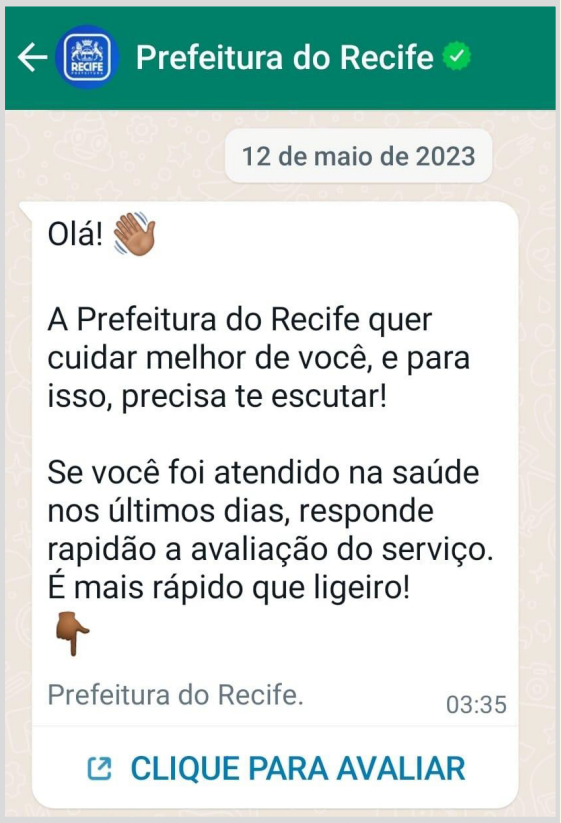 Prefeitura do Recife
RECIFE
PREFEITURA
12 de maio de 2023
Olá! 👋🏽
A Prefeitura do Recife quer
cuidar melhor de você, e para
isso, precisa te escutar!
Se você foi atendido na saúde
nos últimos dias, responde
rapidão a avaliação do serviço.
É mais rápido que ligeiro!
👇🏾
Prefeitura do Recife.
03:35
CLIQUE PARA AVALIAR